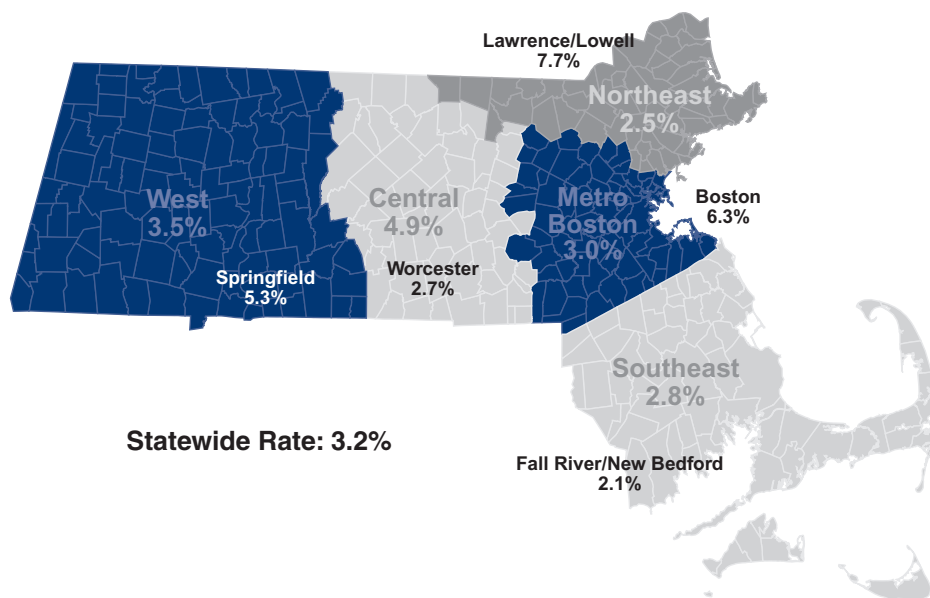 Lawrence/Lowell
7.7%
Northeast
2.5%
West
3.5%
Central
4.9%
Metro
Boston
3.0%
Boston
6.3%
Springfield
5.3%
Worcester
2.7%
Southeast
2.8%
Statewide Rate: 3.2%
Fall River/New Bedford
2.1%